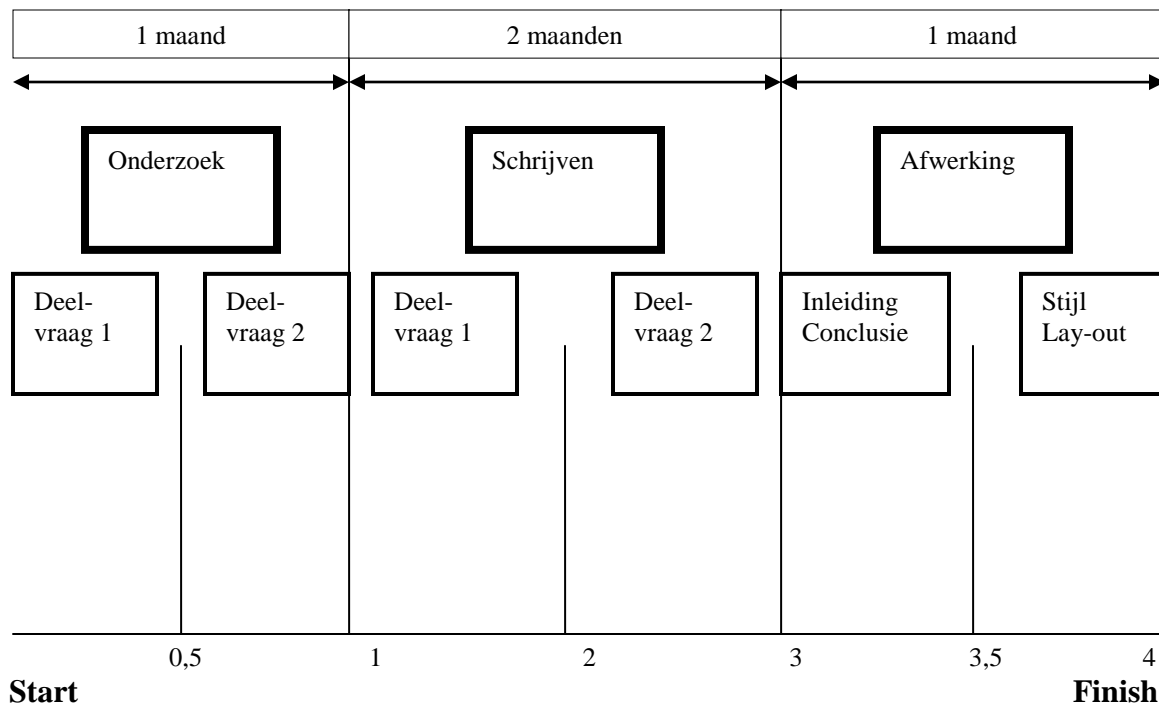 1 maand
2 maanden
1 maand
Onderzoek
Schrijven
Afwerking
Deel-
vraag 1
Deel-
vraag 2
Deel-
vraag 1
Deel-
vraag 2
Inleiding
Conclusie
Stijl
Lay-out
0,5
1
2
3
3,5
4
Start
Finish